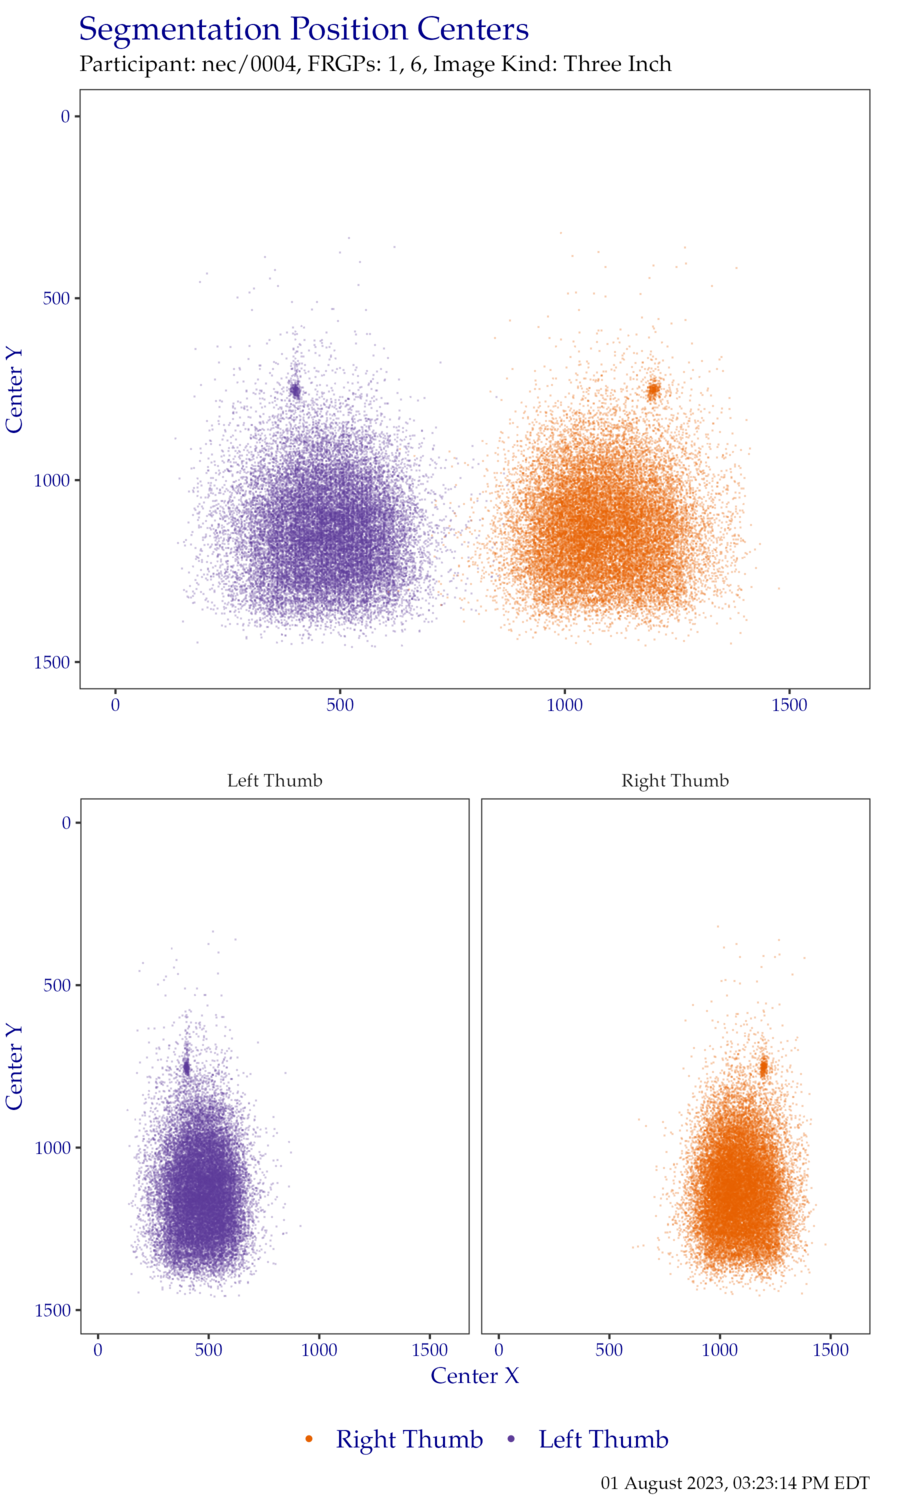 Segmentation Position Centers
Participant: nec/0004, FRGPs: 1, 6, Image Kind: Three Inch
0
500
1000
1500
Center Y
0 500 1000 1500
Left Thumb Right Thumb
0
500
1000
1500
Center Y
0 500 1000 1500 0 500 1000 1500
Center X
Right Thumb Left Thumb
01 August 2023, 03:23:14 PM EDT